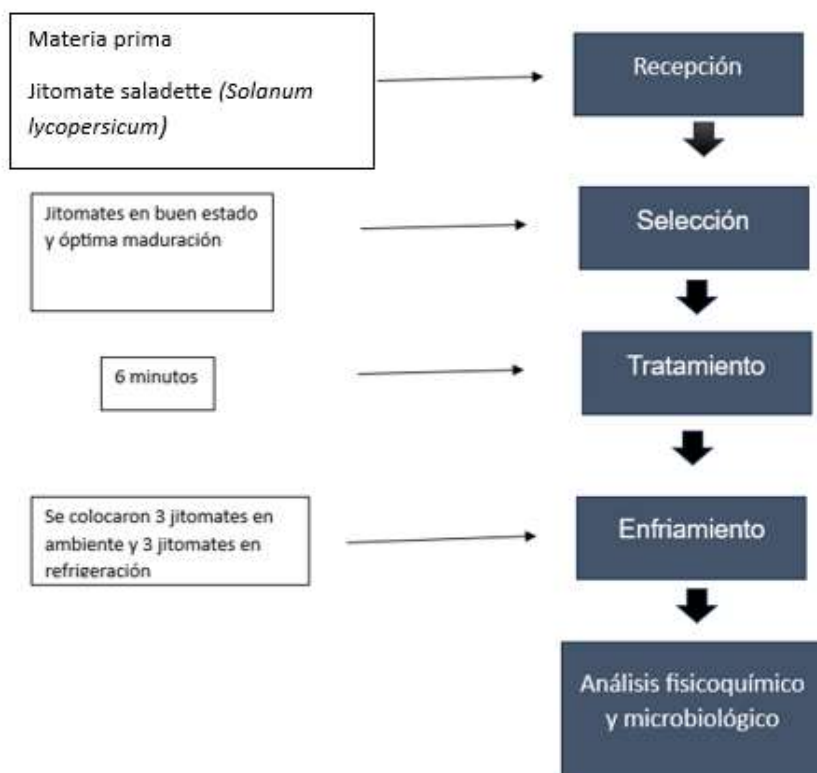 Materia prima
Jitomate saladette (Solanum
lycopersicum)
Recepción
Jitomates en buen estado
y óptima maduración
Selección
6 minutos
Tratamiento
Se colocaron 3 jitomates en
ambiente y 3 jitomates en
refrigeración
Enfriamiento
Análisis fisicoquímico
y microbiológico